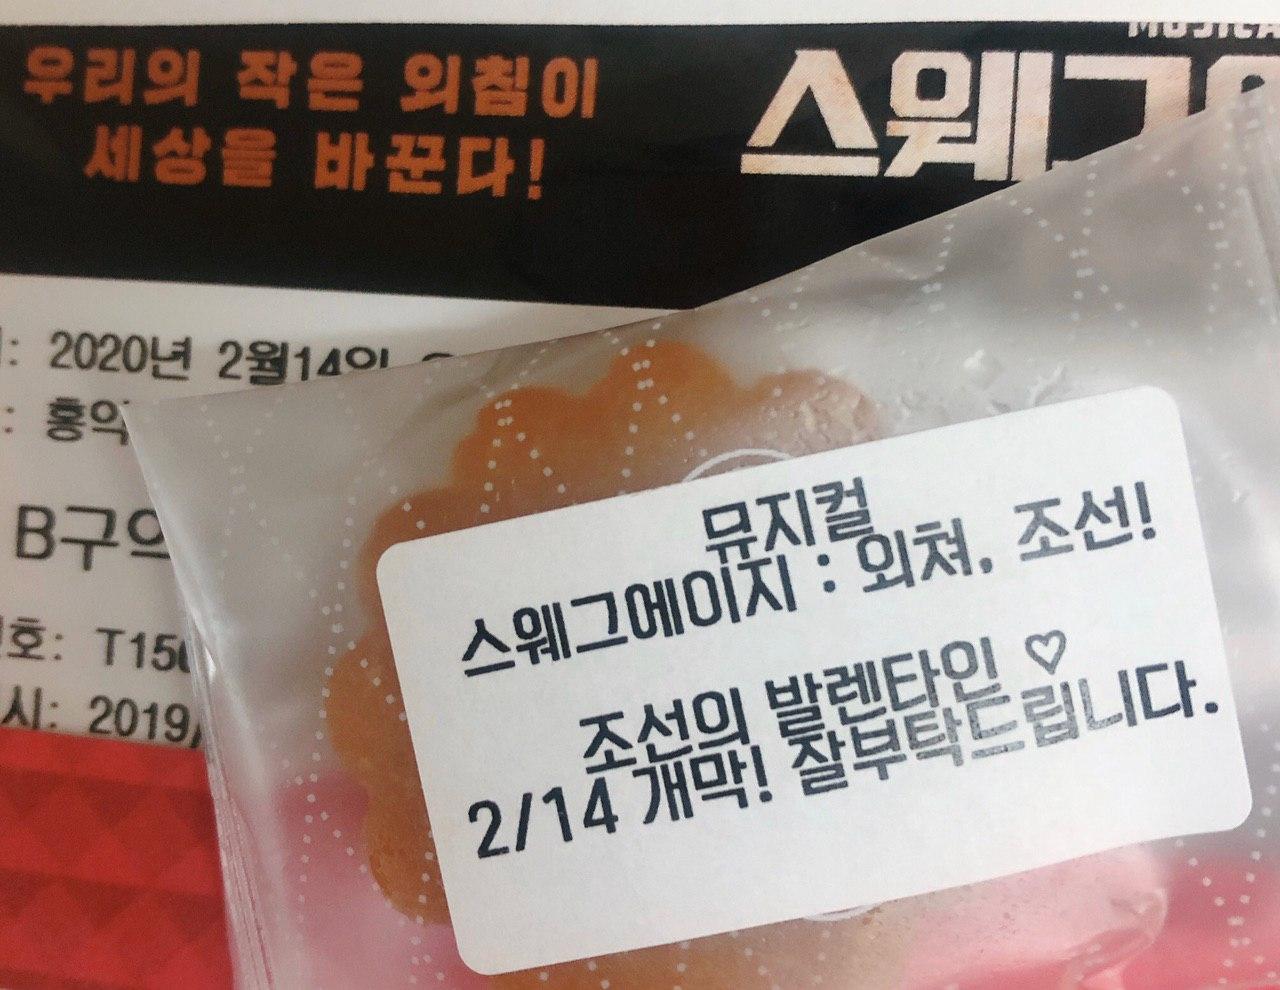 우리의 작은 외침이
세상을 바꾼다!
MUSICA
스웨그
: 2020년 2월14일
: 홍익
B구
호: T156
시: 2019/
뮤지컬
스웨그에이지 : 외쳐, 조선!
조선의 발렌타인 ♡
2/14 개막! 잘부탁드립니다.